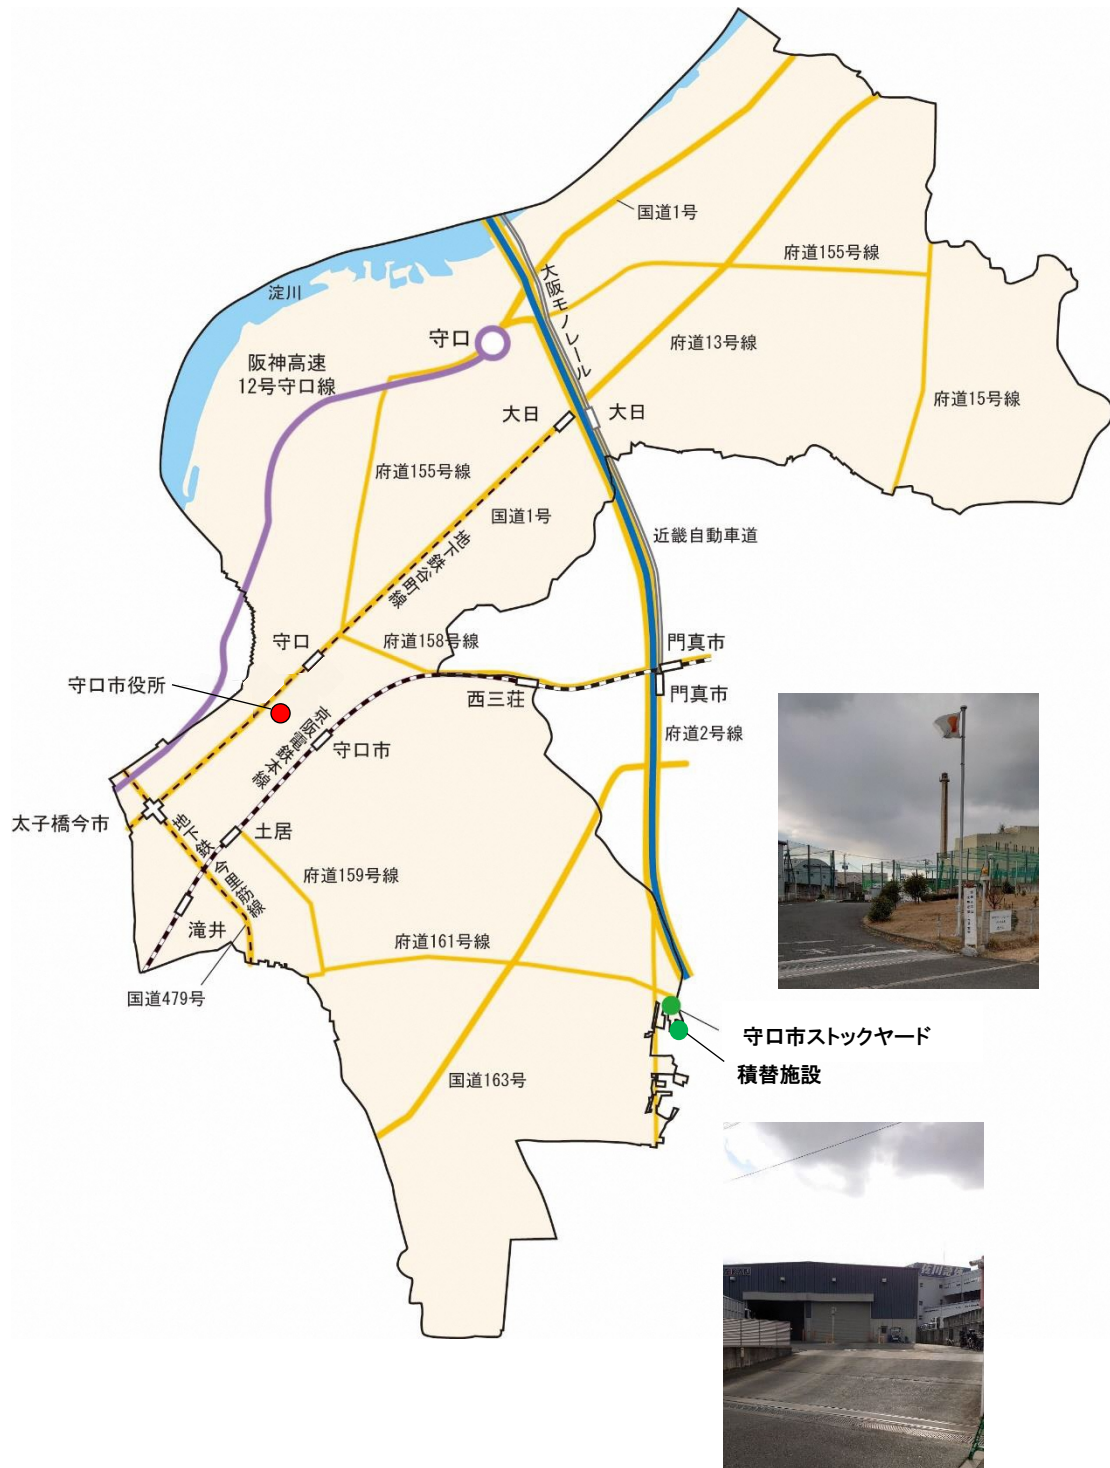 国道1号
府道155号線
大阪モノレール
淀川
守口
府道13号線
阪神高速
12号守口線
府道15号線
大日
大日
府道155号線
国道1号
近畿自動車道
地下鉄谷町線
守口
府道158号線
門真市
守口市役所
西三荘
門真市
京阪電鉄本線
府道2号線
守口市
太子橋今市
地下鉄今里筋線
土居
府道159号線
滝井
府道161号線
国道479号
守口市ストックヤード
積替施設
国道163号
佐川急便